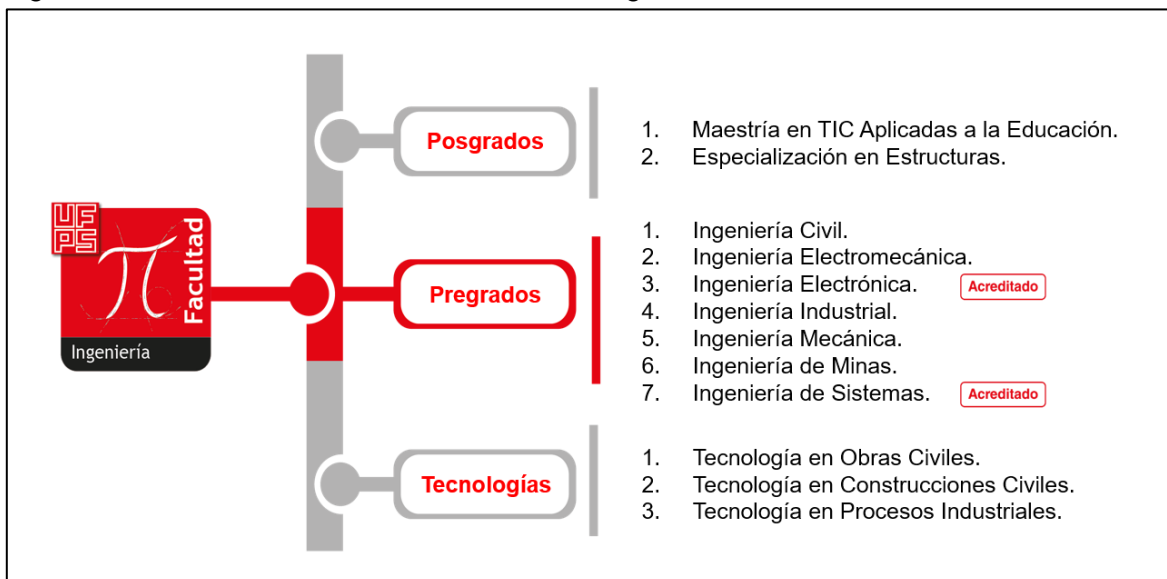 UF
PS
Facultad
Ingeniería
Posgrados
1. Maestría en TIC Aplicadas a la Educación.
2. Especialización en Estructuras.
Pregrados
1. Ingeniería Civil.
2. Ingeniería Electromecánica.
3. Ingeniería Electrónica. Acreditado
4. Ingeniería Industrial.
5. Ingeniería Mecánica.
6. Ingeniería de Minas.
7. Ingeniería de Sistemas. Acreditado
Tecnologías
1. Tecnología en Obras Civiles.
2. Tecnología en Construcciones Civiles.
3. Tecnología en Procesos Industriales.